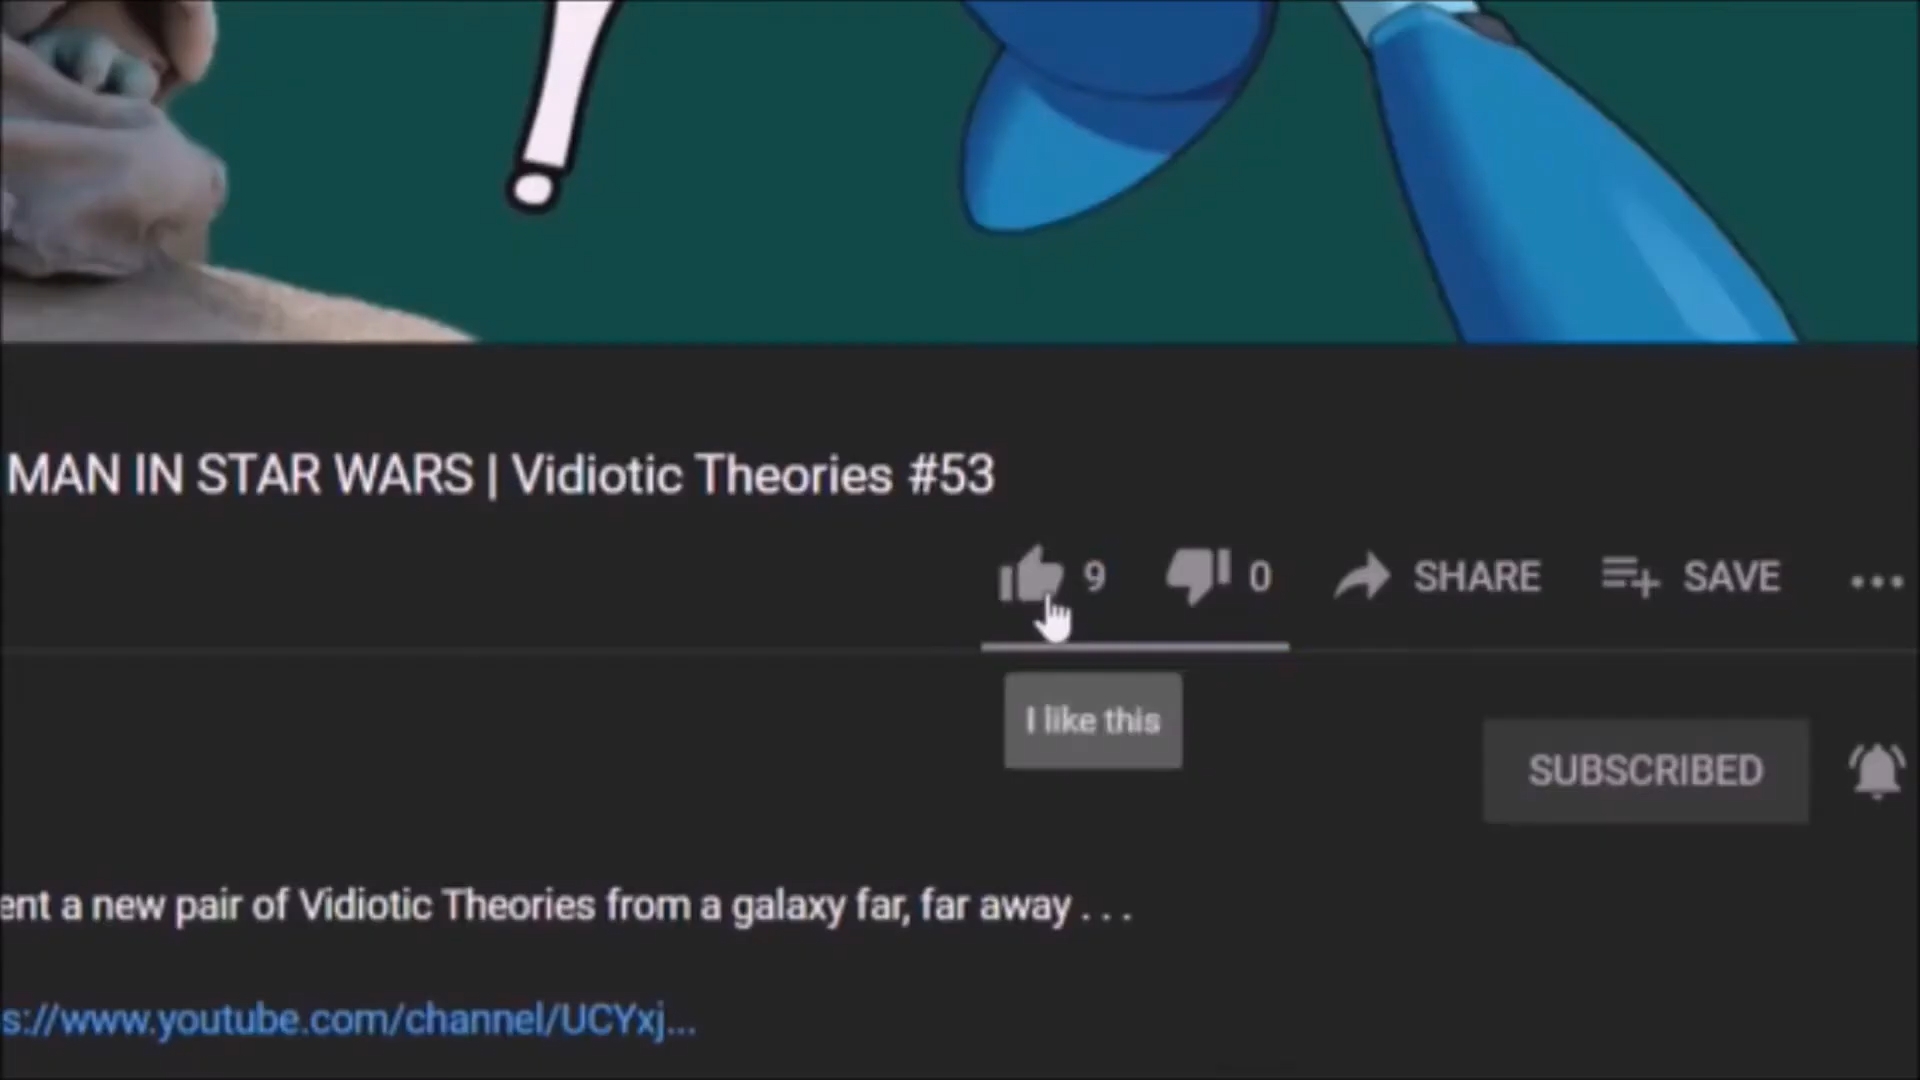 MAN IN STAR WARS | Vidiotic Theories #53
9 0 SHARE SAVE
I like this
SUBSCRIBED
ent a new pair of Vidiotic Theories from a galaxy far, far away . . .
s://www.youtube.com/channel/UCYxj...